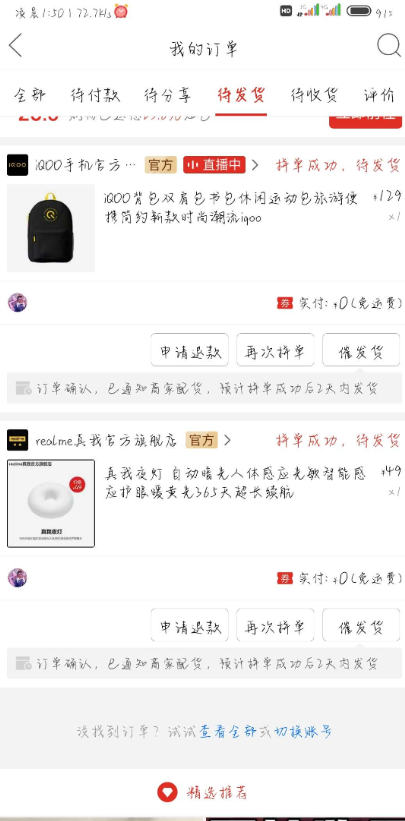 凌晨1:50 | 72.7K/s
HD
我的订单
全部 待付款 待分享 待发货 待收货 评价
iQOO手机官方… 官方 直播中 拼单成功，待发货
iQOO背包双肩包书包休闲运动包旅游便
携简约新款时尚潮流iqoo
¥129
×1
券 实付: ¥0(免运费)
申请退款 再次拼单 催发货
订单确认，已通知商家配货，预计拼单成功后2天内发货
realme真我官方旗舰店 官方 拼单成功，待发货
真我夜灯 自动暗光人体感应光敏智能感
应护眼暖黄光365天超长续航
¥49
×1
真我夜灯
券 实付: ¥0(免运费)
申请退款 再次拼单 催发货
订单确认，已通知商家配货，预计拼单成功后2天内发货
没找到订单？试试查看全部或切换账号
精选推荐